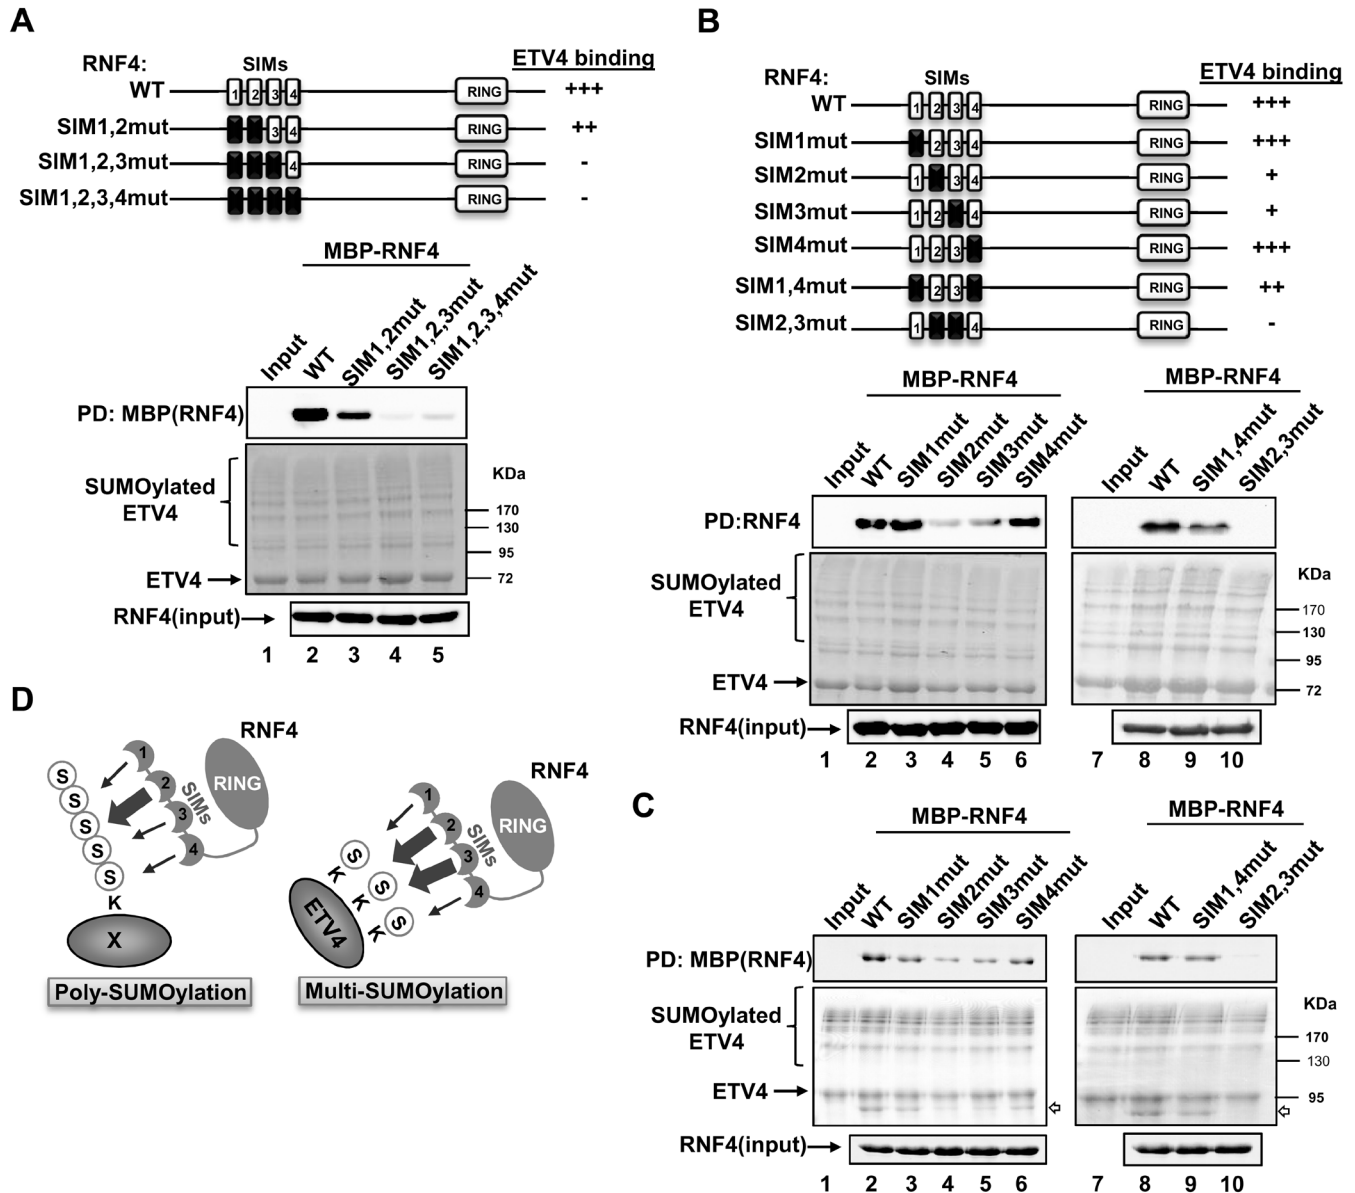 A
RNF4:
SIMs
ETV4 binding
WT 1 2 3 4 RING +++
SIM1,2mut 3 4 RING ++
SIM1,2,3mut 4 RING -
SIM1,2,3,4mut RING -
MBP-RNF4
Input WT SIM1,2mut SIM1,2,3mut SIM1,2,3,4mut
PD: MBP(RNF4)
SUMOylated
ETV4
KDa
170
130
95
72
ETV4
RNF4(input)
1 2 3 4 5
B
RNF4:
SIMs
ETV4 binding
WT 1 2 3 4 RING +++
SIM1mut 2 3 4 RING +++
SIM2mut 1 3 4 RING +
SIM3mut 1 2 4 RING +
SIM4mut 1 2 3 RING +++
SIM1,4mut 2 3 RING ++
SIM2,3mut 1 4 RING -
MBP-RNF4
MBP-RNF4
Input WT SIM1mut SIM2mut SIM3mut SIM4mut
Input WT SIM1,4mut SIM2,3mut
PD:RNF4
SUMOylated
ETV4
KDa
170
130
95
72
ETV4
RNF4(input)
1 2 3 4 5 6 7 8 9 10
C
MBP-RNF4
MBP-RNF4
Input WT SIM1mut SIM2mut SIM3mut SIM4mut
Input WT SIM1,4mut SIM2,3mut
PD: MBP(RNF4)
SUMOylated
ETV4
KDa
170
130
95
ETV4
RNF4(input)
1 2 3 4 5 6 7 8 9 10
D
RNF4
RING
SIMs
1
2
3
4
S
S
S
S
S
K
X
Poly-SUMOylation
RNF4
RING
SIMs
1
2
3
4
S
S
S
K
K
K
ETV4
Multi-SUMOylation